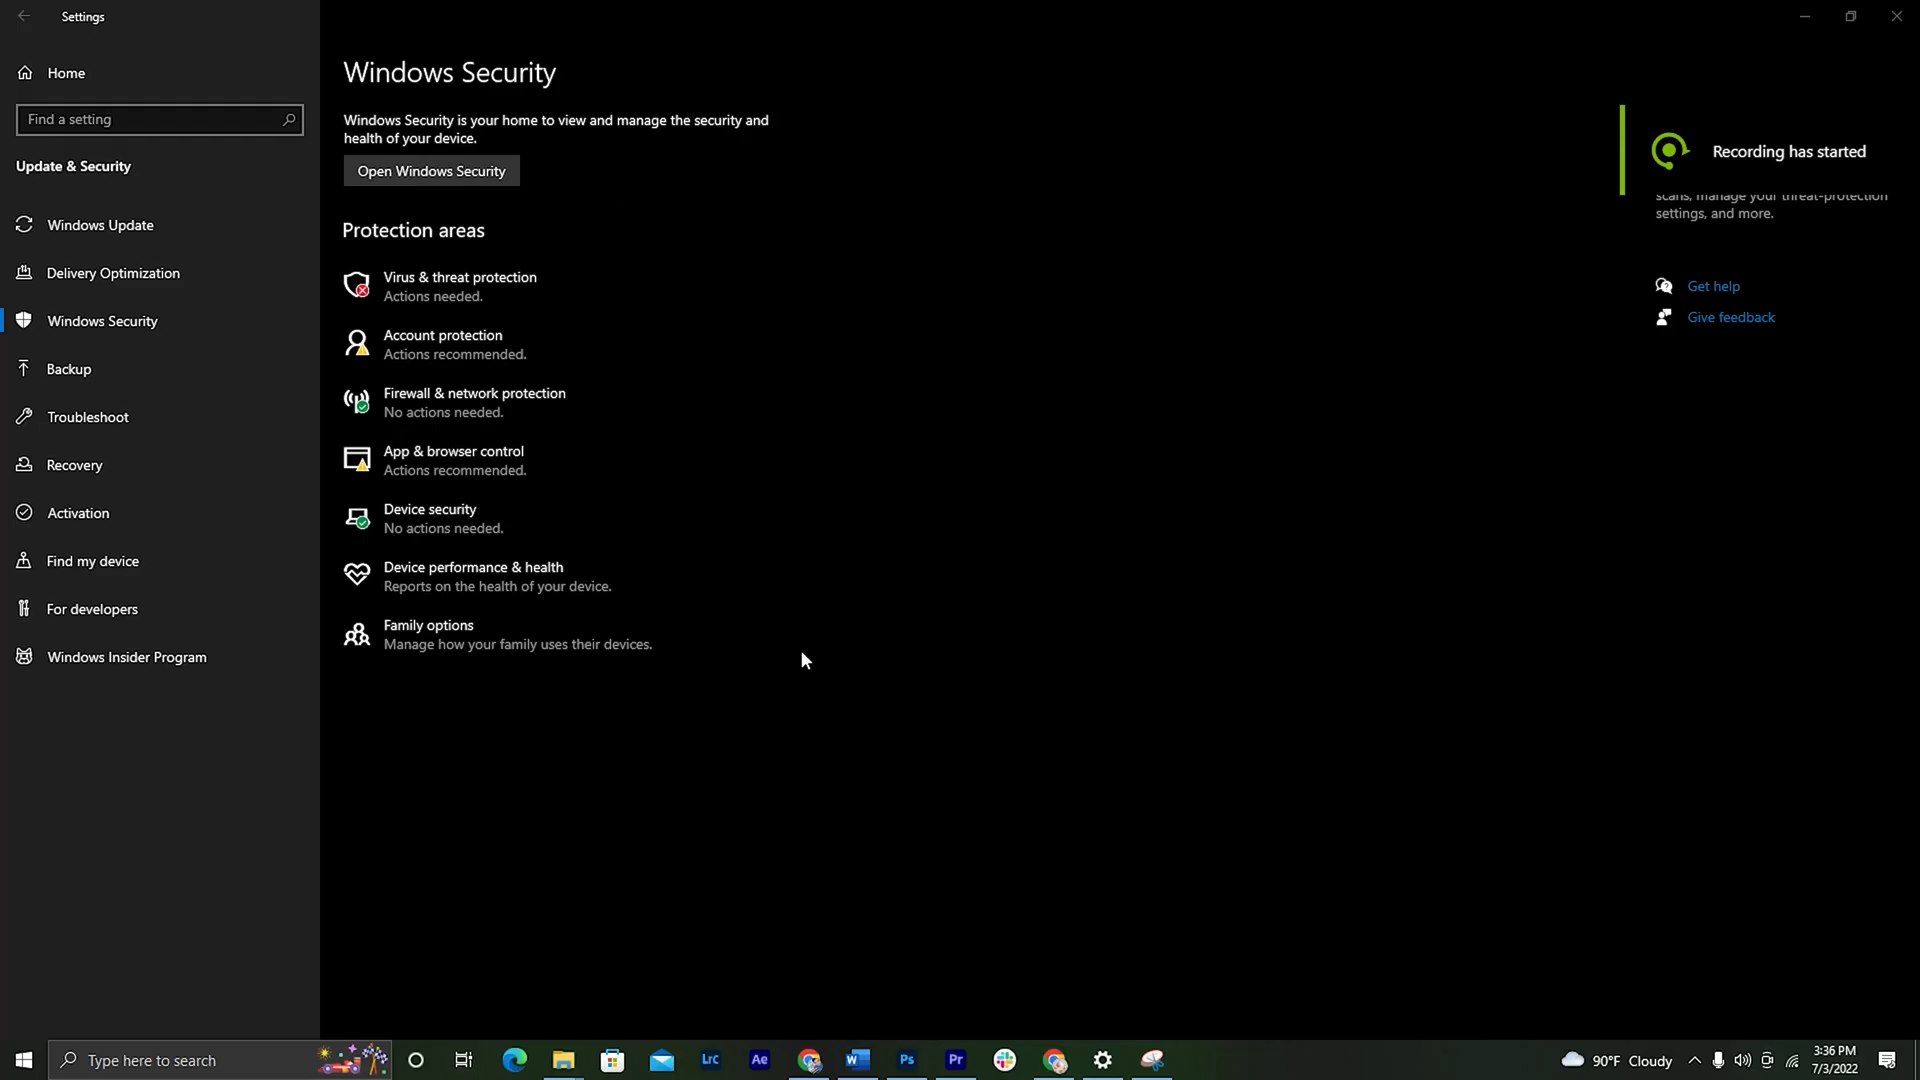 Settings
Home
Find a setting
Update & Security
Windows Update
Delivery Optimization
Windows Security
Backup
Troubleshoot
Recovery
Activation
Find my device
For developers
Windows Insider Program
Windows Security
Windows Security is your home to view and manage the security and
health of your device.
Open Windows Security
Protection areas
Virus & threat protection
Actions needed.
Account protection
Actions recommended.
Firewall & network protection
No actions needed.
App & browser control
Actions recommended.
Device security
No actions needed.
Device performance & health
Reports on the health of your device.
Family options
Manage how your family uses their devices.
Recording has started
scans, manage your threat-protection
settings, and more.
Get help
Give feedback
Type here to search
Lrc
Ae
W
Ps
Pr
90°F Cloudy
3:36 PM
7/3/2022